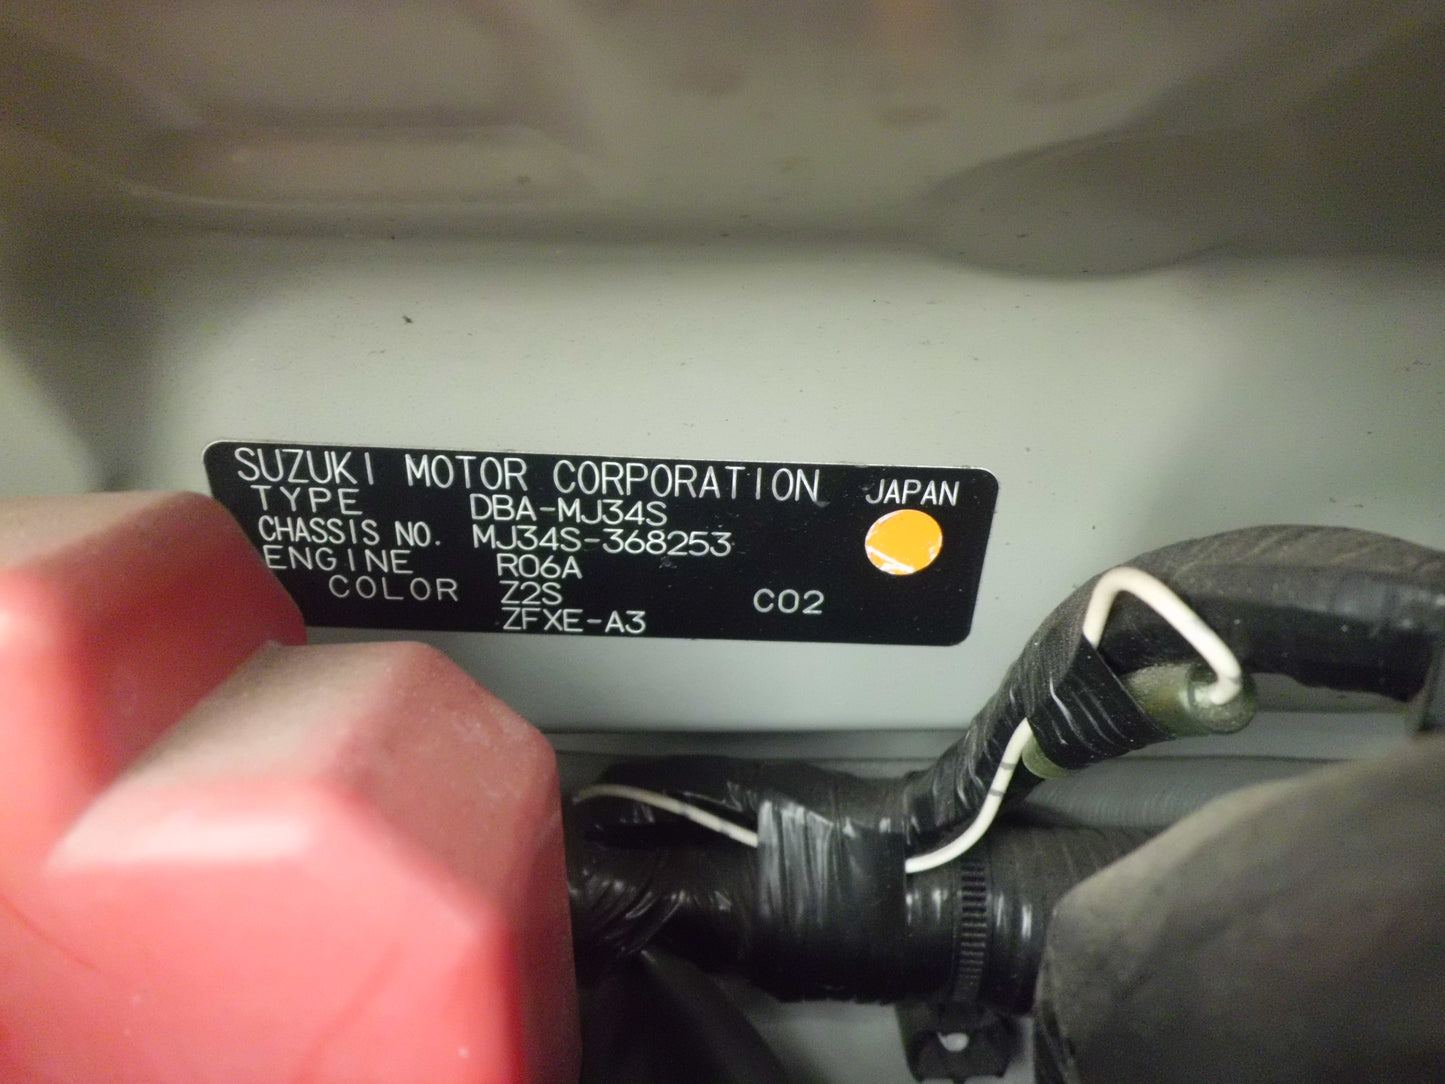 SUZUKI MOTOR CORPORATION JAPAN
TYPE DBA-MJ34S
CHASSIS NO. MJ34S-368253
ENGINE R06A
COLOR Z2S C02
ZFXE-A3